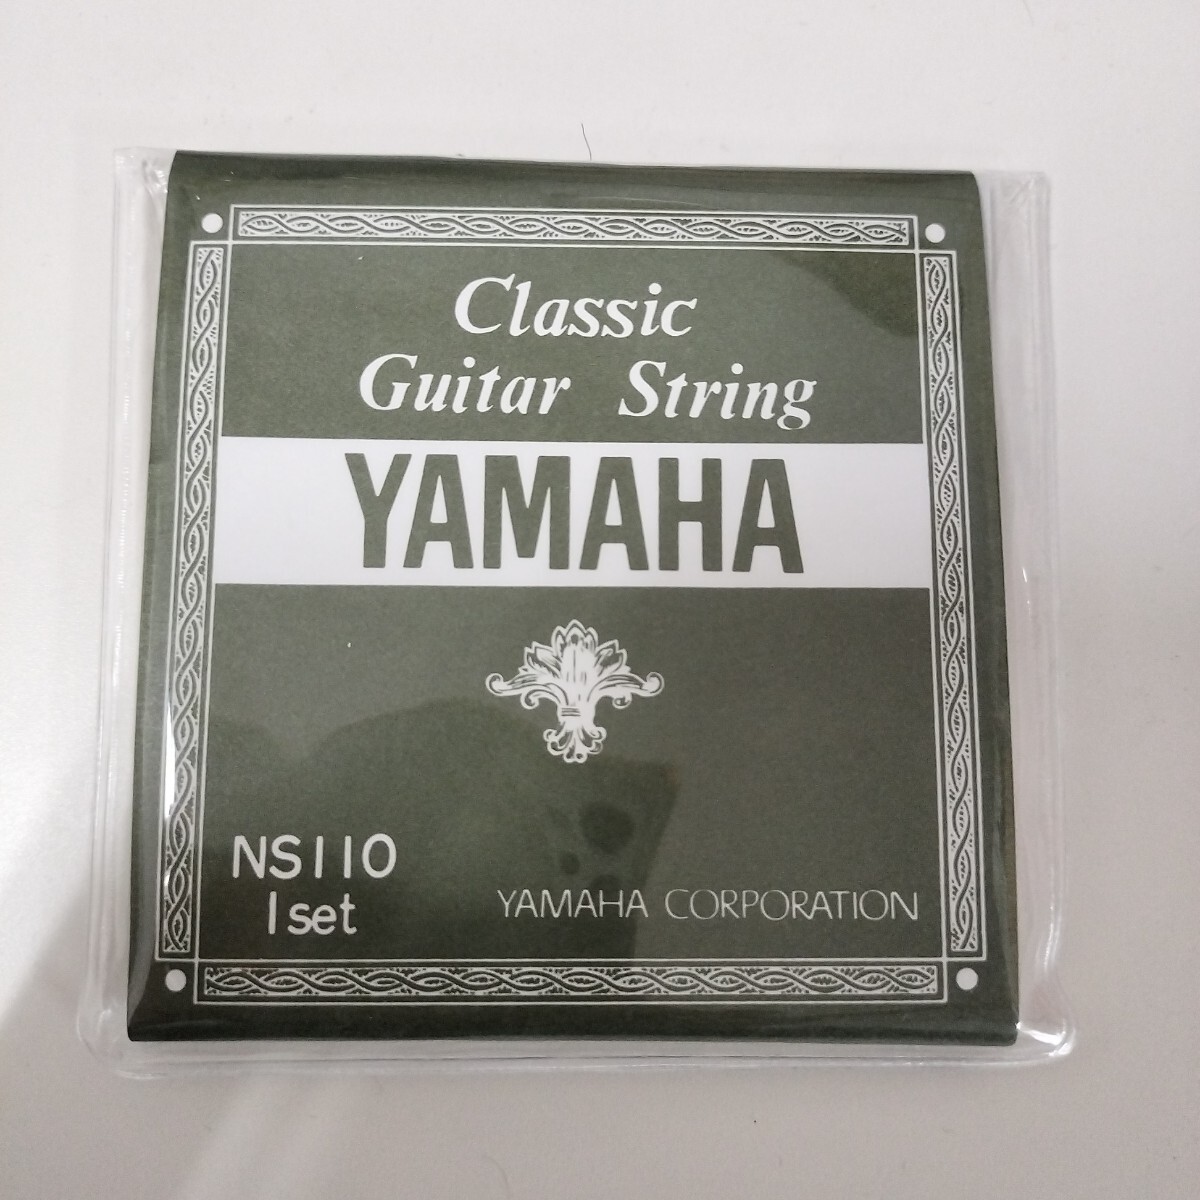 Classic
Guitar String
YAMAHA
NS110
1set
YAMAHA CORPORATION